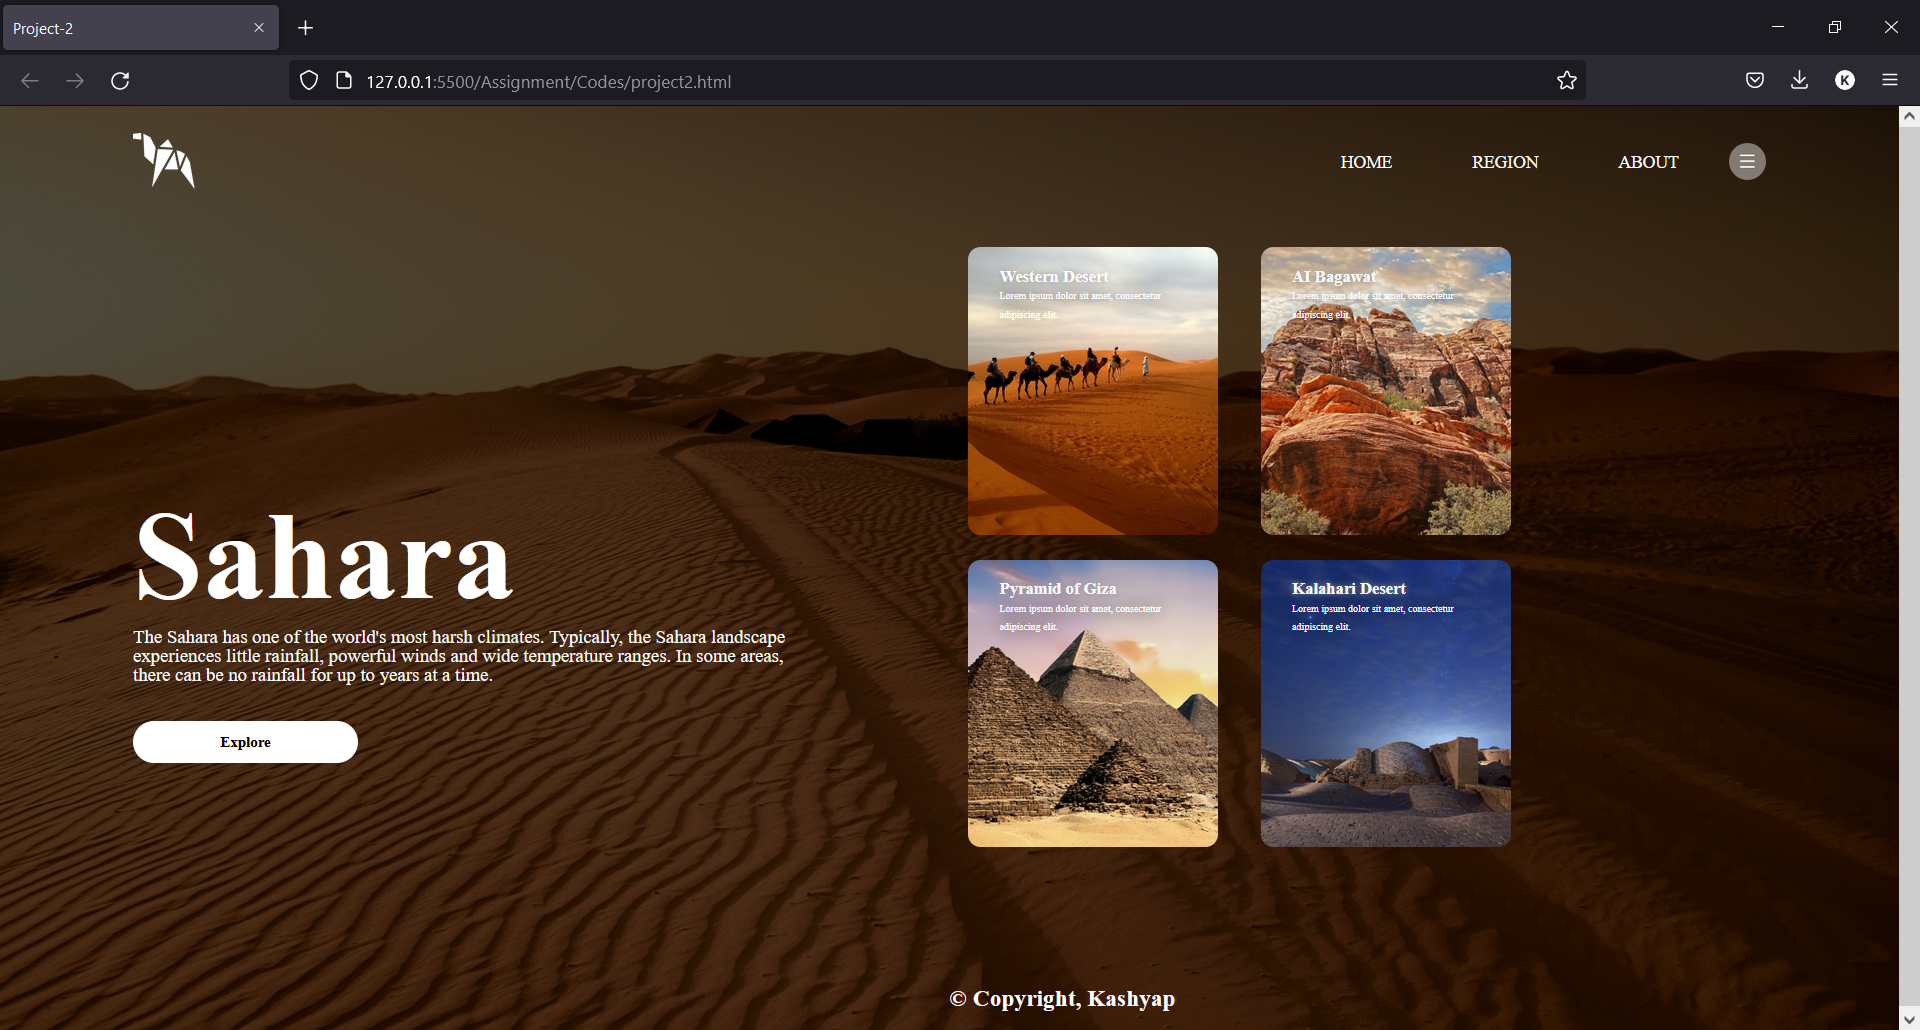 Project-2
127.0.0.1:5500/Assignment/Codes/project2.html
K
HOME
REGION
ABOUT
Western Desert
Lorem ipsum dolor sit amet, consectetur
adipiscing elit.
AI Bagawat
Lorem ipsum dolor sit amet, consectetur
adipiscing elit.
Sahara
The Sahara has one of the world's most harsh climates. Typically, the Sahara landscape
experiences little rainfall, powerful winds and wide temperature ranges. In some areas,
there can be no rainfall for up to years at a time.
Explore
Pyramid of Giza
Lorem ipsum dolor sit amet, consectetur
adipiscing elit.
Kalahari Desert
Lorem ipsum dolor sit amet, consectetur
adipiscing elit.
© Copyright, Kashyap